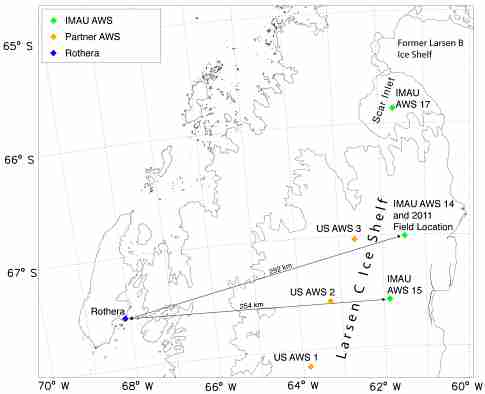 IMAU AWS
Partner AWS
Rothera
65° S
66° S
67° S
Former Larsen B
Ice Shelf
Scar Inlet
IMAU
AWS 17
IMAU AWS 14
and 2011
Field Location
US AWS 3
Larsen C Ice Shelf
292 km
US AWS 2
IMAU
AWS 15
254 km
Rothera
US AWS 1
70° W
68° W
66° W
64° W
62° W
60° W